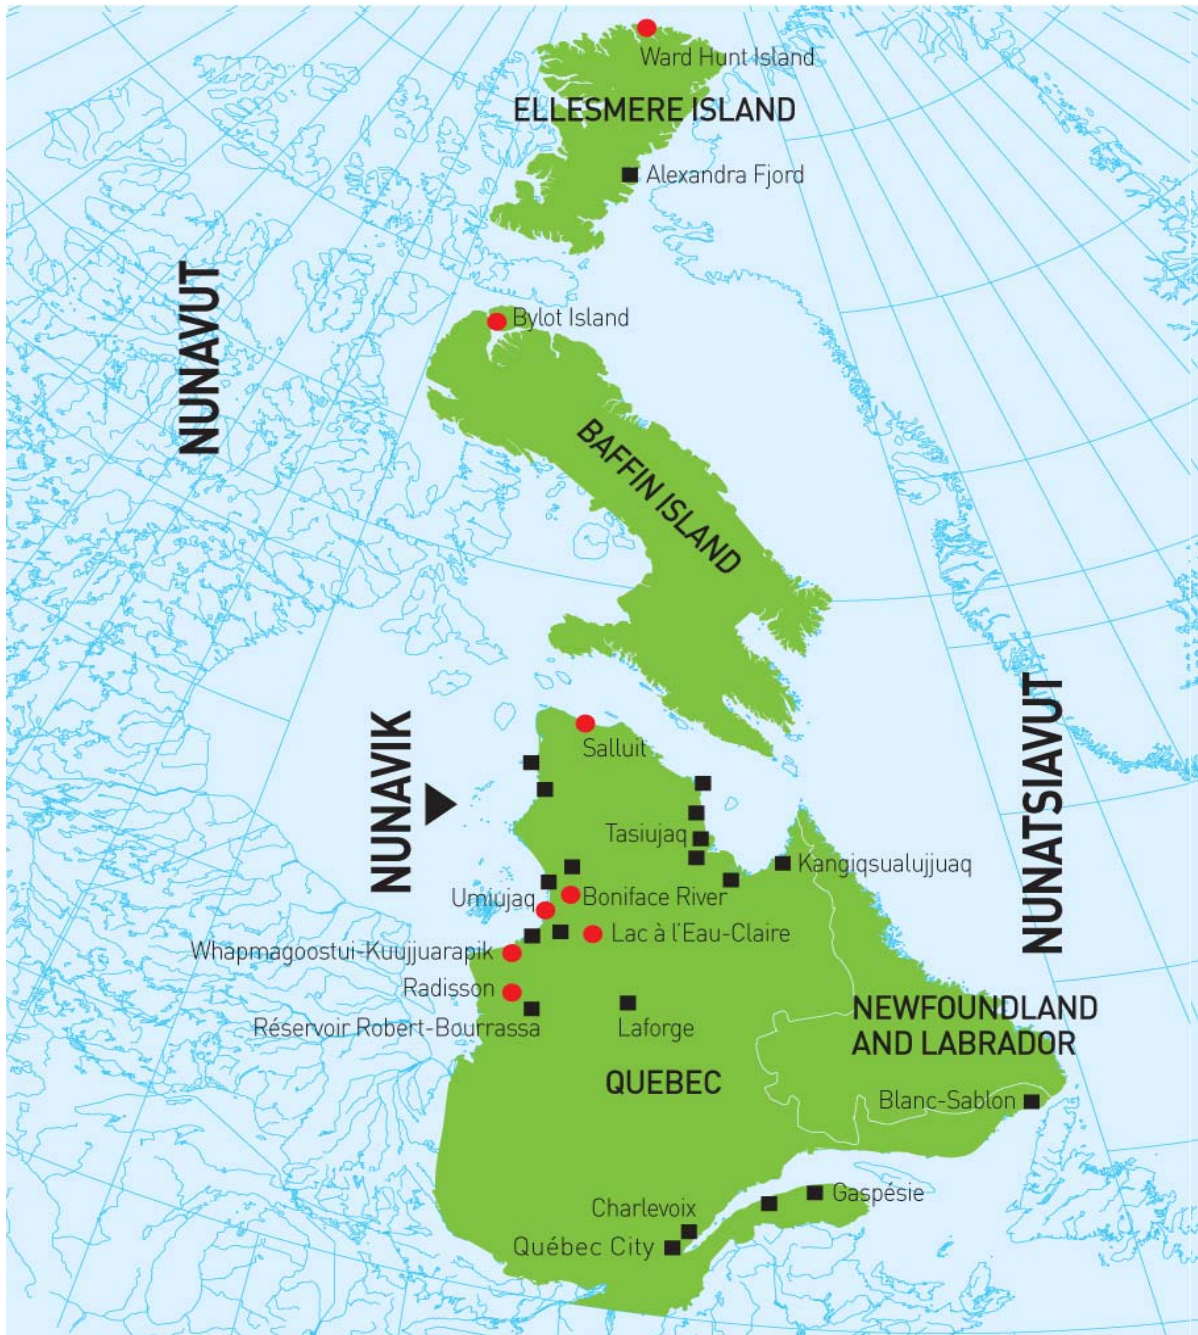 Ward Hunt Island
ELLESMERE ISLAND
Alexandra Fjord
NUNAVUT
Bylot Island
BAFFIN ISLAND
NUNAVIK
Salluit
NUNATSIAVUT
Tasiujaq
Kangiqsualujjuaq
Umiujaq
Boniface River
Lac à l'Eau-Claire
Whapmagoostui-Kuujjuarapik
Radisson
Réservoir Robert-Bourrassa
Laforge
NEWFOUNDLAND
AND LABRADOR
QUEBEC
Blanc-Sablon
Gaspésie
Charlevoix
Québec City